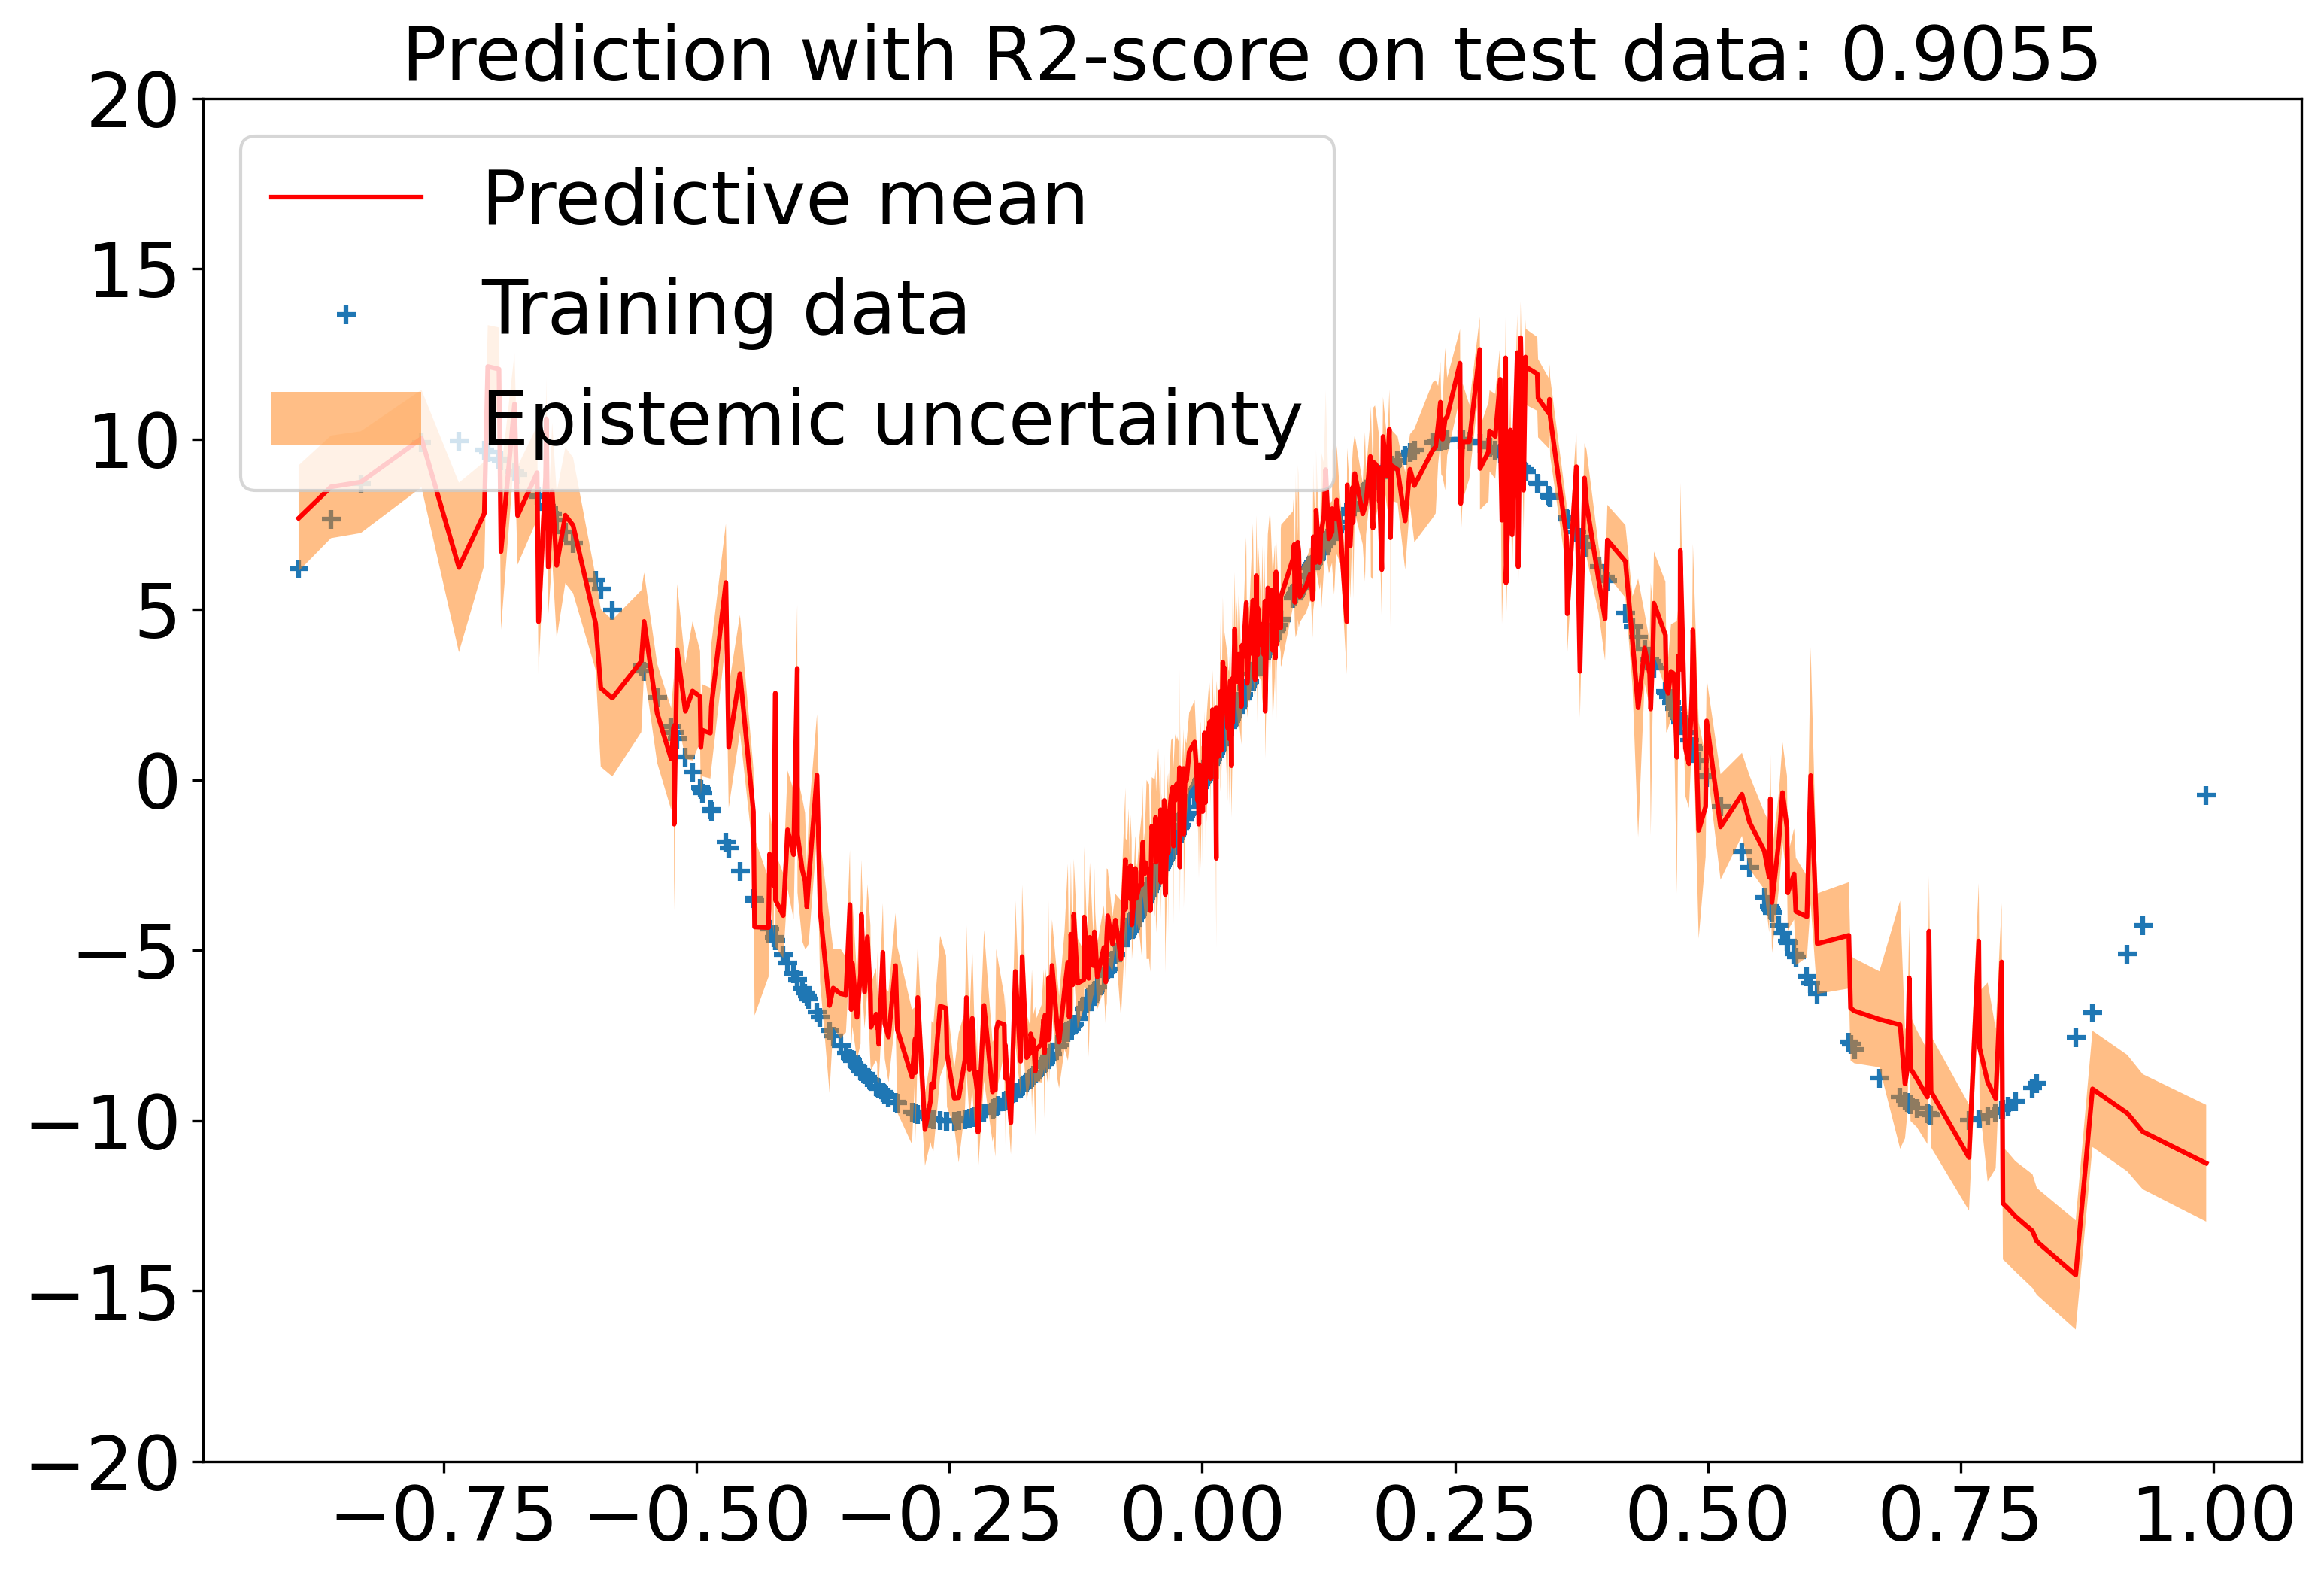 Prediction with R2-score on test data: 0.9055
20
15
10
5
0
−5
−10
−15
−20
Predictive mean
Training data
Epistemic uncertainty
−0.75 −0.50 −0.25 0.00 0.25 0.50 0.75 1.00